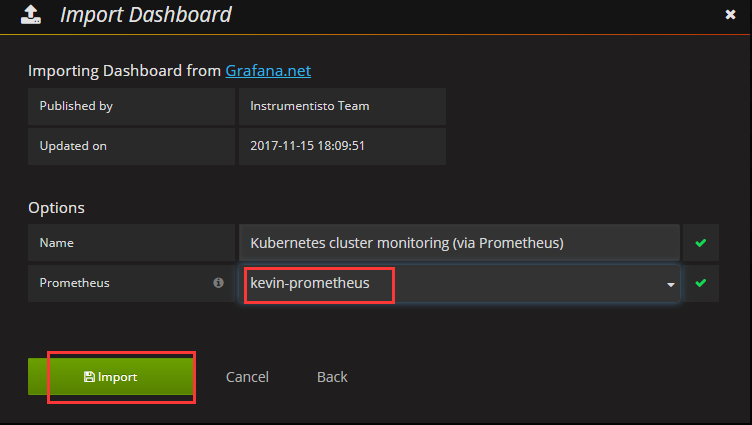 Import Dashboard
Importing Dashboard from Grafana.net
Published by Instrumentisto Team
Updated on 2017-11-15 18:09:51
Options
Name Kubernetes cluster monitoring (via Prometheus)
Prometheus kevin-prometheus
Import Cancel Back